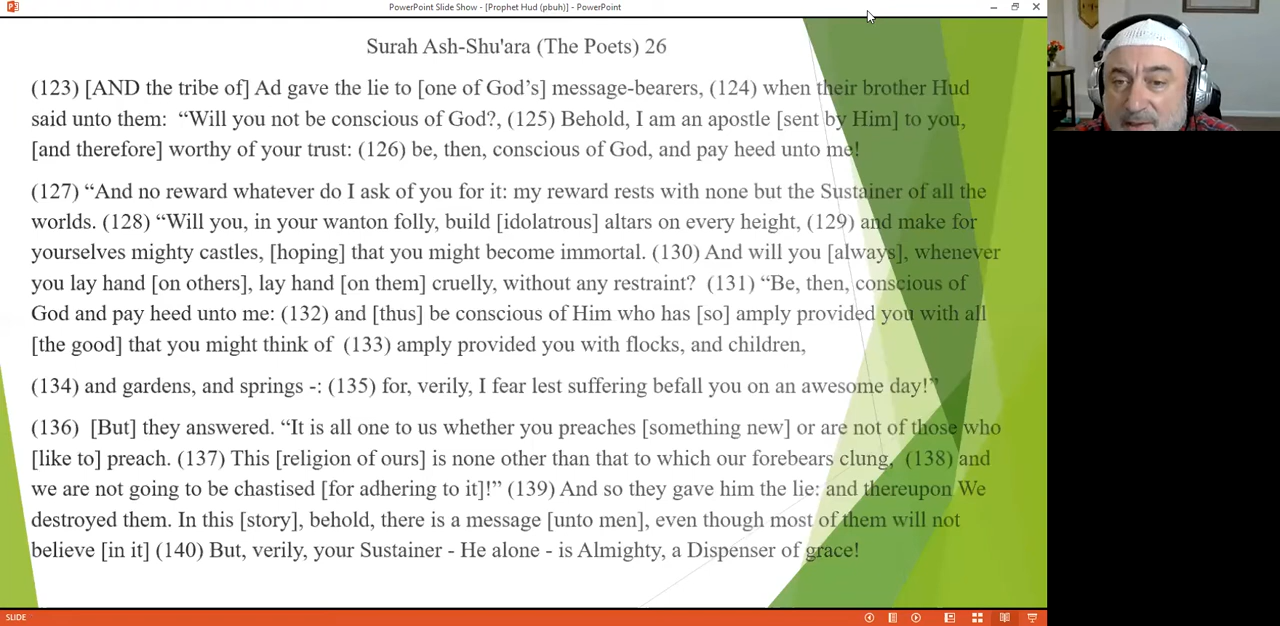 PowerPoint Slide Show - [Prophet Hud (pbuh)] - PowerPoint
Surah Ash-Shu'ara (The Poets) 26
(123) [AND the tribe of] Ad gave the lie to [one of God’s] message-bearers, (124) when their brother Hud
said unto them: “Will you not be conscious of God?, (125) Behold, I am an apostle [sent by Him] to you,
[and therefore] worthy of your trust: (126) be, then, conscious of God, and pay heed unto me!
(127) “And no reward whatever do I ask of you for it: my reward rests with none but the Sustainer of all the
worlds. (128) “Will you, in your wanton folly, build [idolatrous] altars on every height, (129) and make for
yourselves mighty castles, [hoping] that you might become immortal. (130) And will you [always], whenever
you lay hand [on others], lay hand [on them] cruelly, without any restraint? (131) “Be, then, conscious of
God and pay heed unto me: (132) and [thus] be conscious of Him who has [so] amply provided you with all
[the good] that you might think of (133) amply provided you with flocks, and children,
(134) and gardens, and springs -: (135) for, verily, I fear lest suffering befall you on an awesome day!”
(136) [But] they answered. “It is all one to us whether you preaches [something new] or are not of those who
[like to] preach. (137) This [religion of ours] is none other than that to which our forebears clung, (138) and
we are not going to be chastised [for adhering to it]!” (139) And so they gave him the lie: and thereupon We
destroyed them. In this [story], behold, there is a message [unto men], even though most of them will not
believe [in it] (140) But, verily, your Sustainer - He alone - is Almighty, a Dispenser of grace!
SLIDE